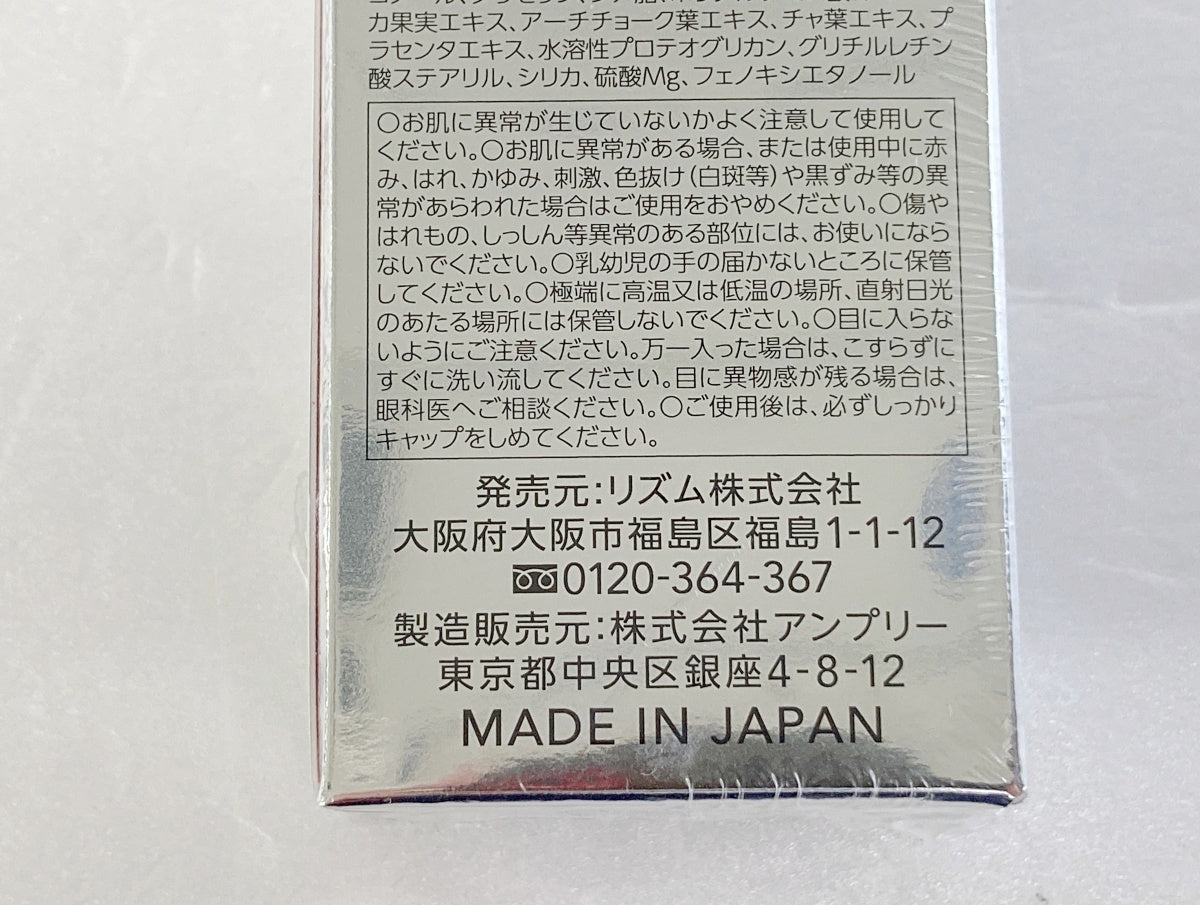 カ果実エキス、アーチチョーク葉エキス、チャ葉エキス、プ
ラセンタエキス、水溶性プロテオグリカン、グリチルレチン
酸ステアリル、シリカ、硫酸Mg、フェノキシエタノール
○お肌に異常が生じていないかよく注意して使用して
ください。○お肌に異常がある場合、または使用中に赤
み、はれ、かゆみ、刺激、色抜け(白斑等)や黒ずみ等の異
常があらわれた場合はご使用をおやめください。○傷や
はれもの、しっしん等異常のある部位には、お使いになら
ないでください。○乳幼児の手の届かないところに保管
してください。○極端に高温又は低温の場所、直射日光
のあたる場所には保管しないでください。○目に入らな
いようにご注意ください。万一入った場合は、こすらずに
すぐに洗い流してください。目に異物感が残る場合は、
眼科医へご相談ください。○ご使用後は、必ずしっかり
キャップをしめてください。
発売元:リズム株式会社
大阪府大阪市福島区福島1-1-12
0120-364-367
製造販売元:株式会社アンプリー
東京都中央区銀座4-8-12
MADE IN JAPAN